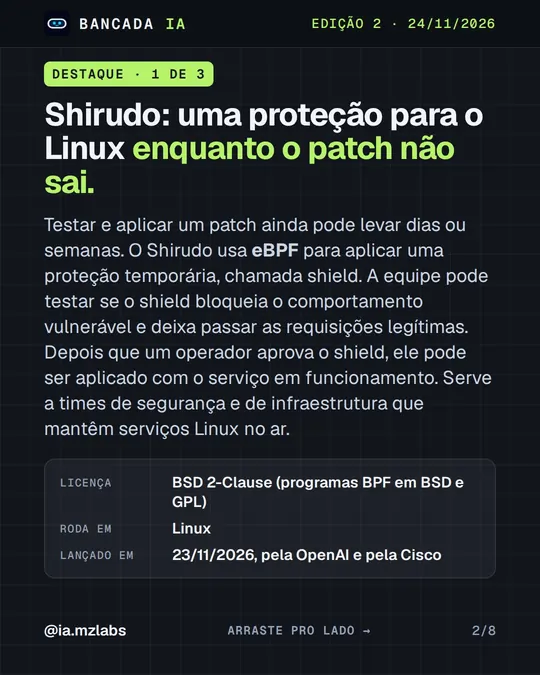 BANCADA IA
EDIÇÃO 2 · 24/11/2026
DESTAQUE · 1 DE 3
Shirudo: uma proteção para o
Linux enquanto o patch não
sai.
Testar e aplicar um patch ainda pode levar dias ou
semanas. O Shirudo usa eBPF para aplicar uma
proteção temporária, chamada shield. A equipe pode
testar se o shield bloqueia o comportamento
vulnerável e deixa passar as requisições legítimas.
Depois que um operador aprova o shield, ele pode
ser aplicado com o serviço em funcionamento. Serve
a times de segurança e de infraestrutura que
mantêm serviços Linux no ar.
LICENÇA BSD 2-Clause (programas BPF em BSD e
GPL)
RODA EM Linux
LANÇADO EM 23/11/2026, pela OpenAI e pela Cisco
@ia.mzlabs
ARRASTE PRO LADO →
2/8